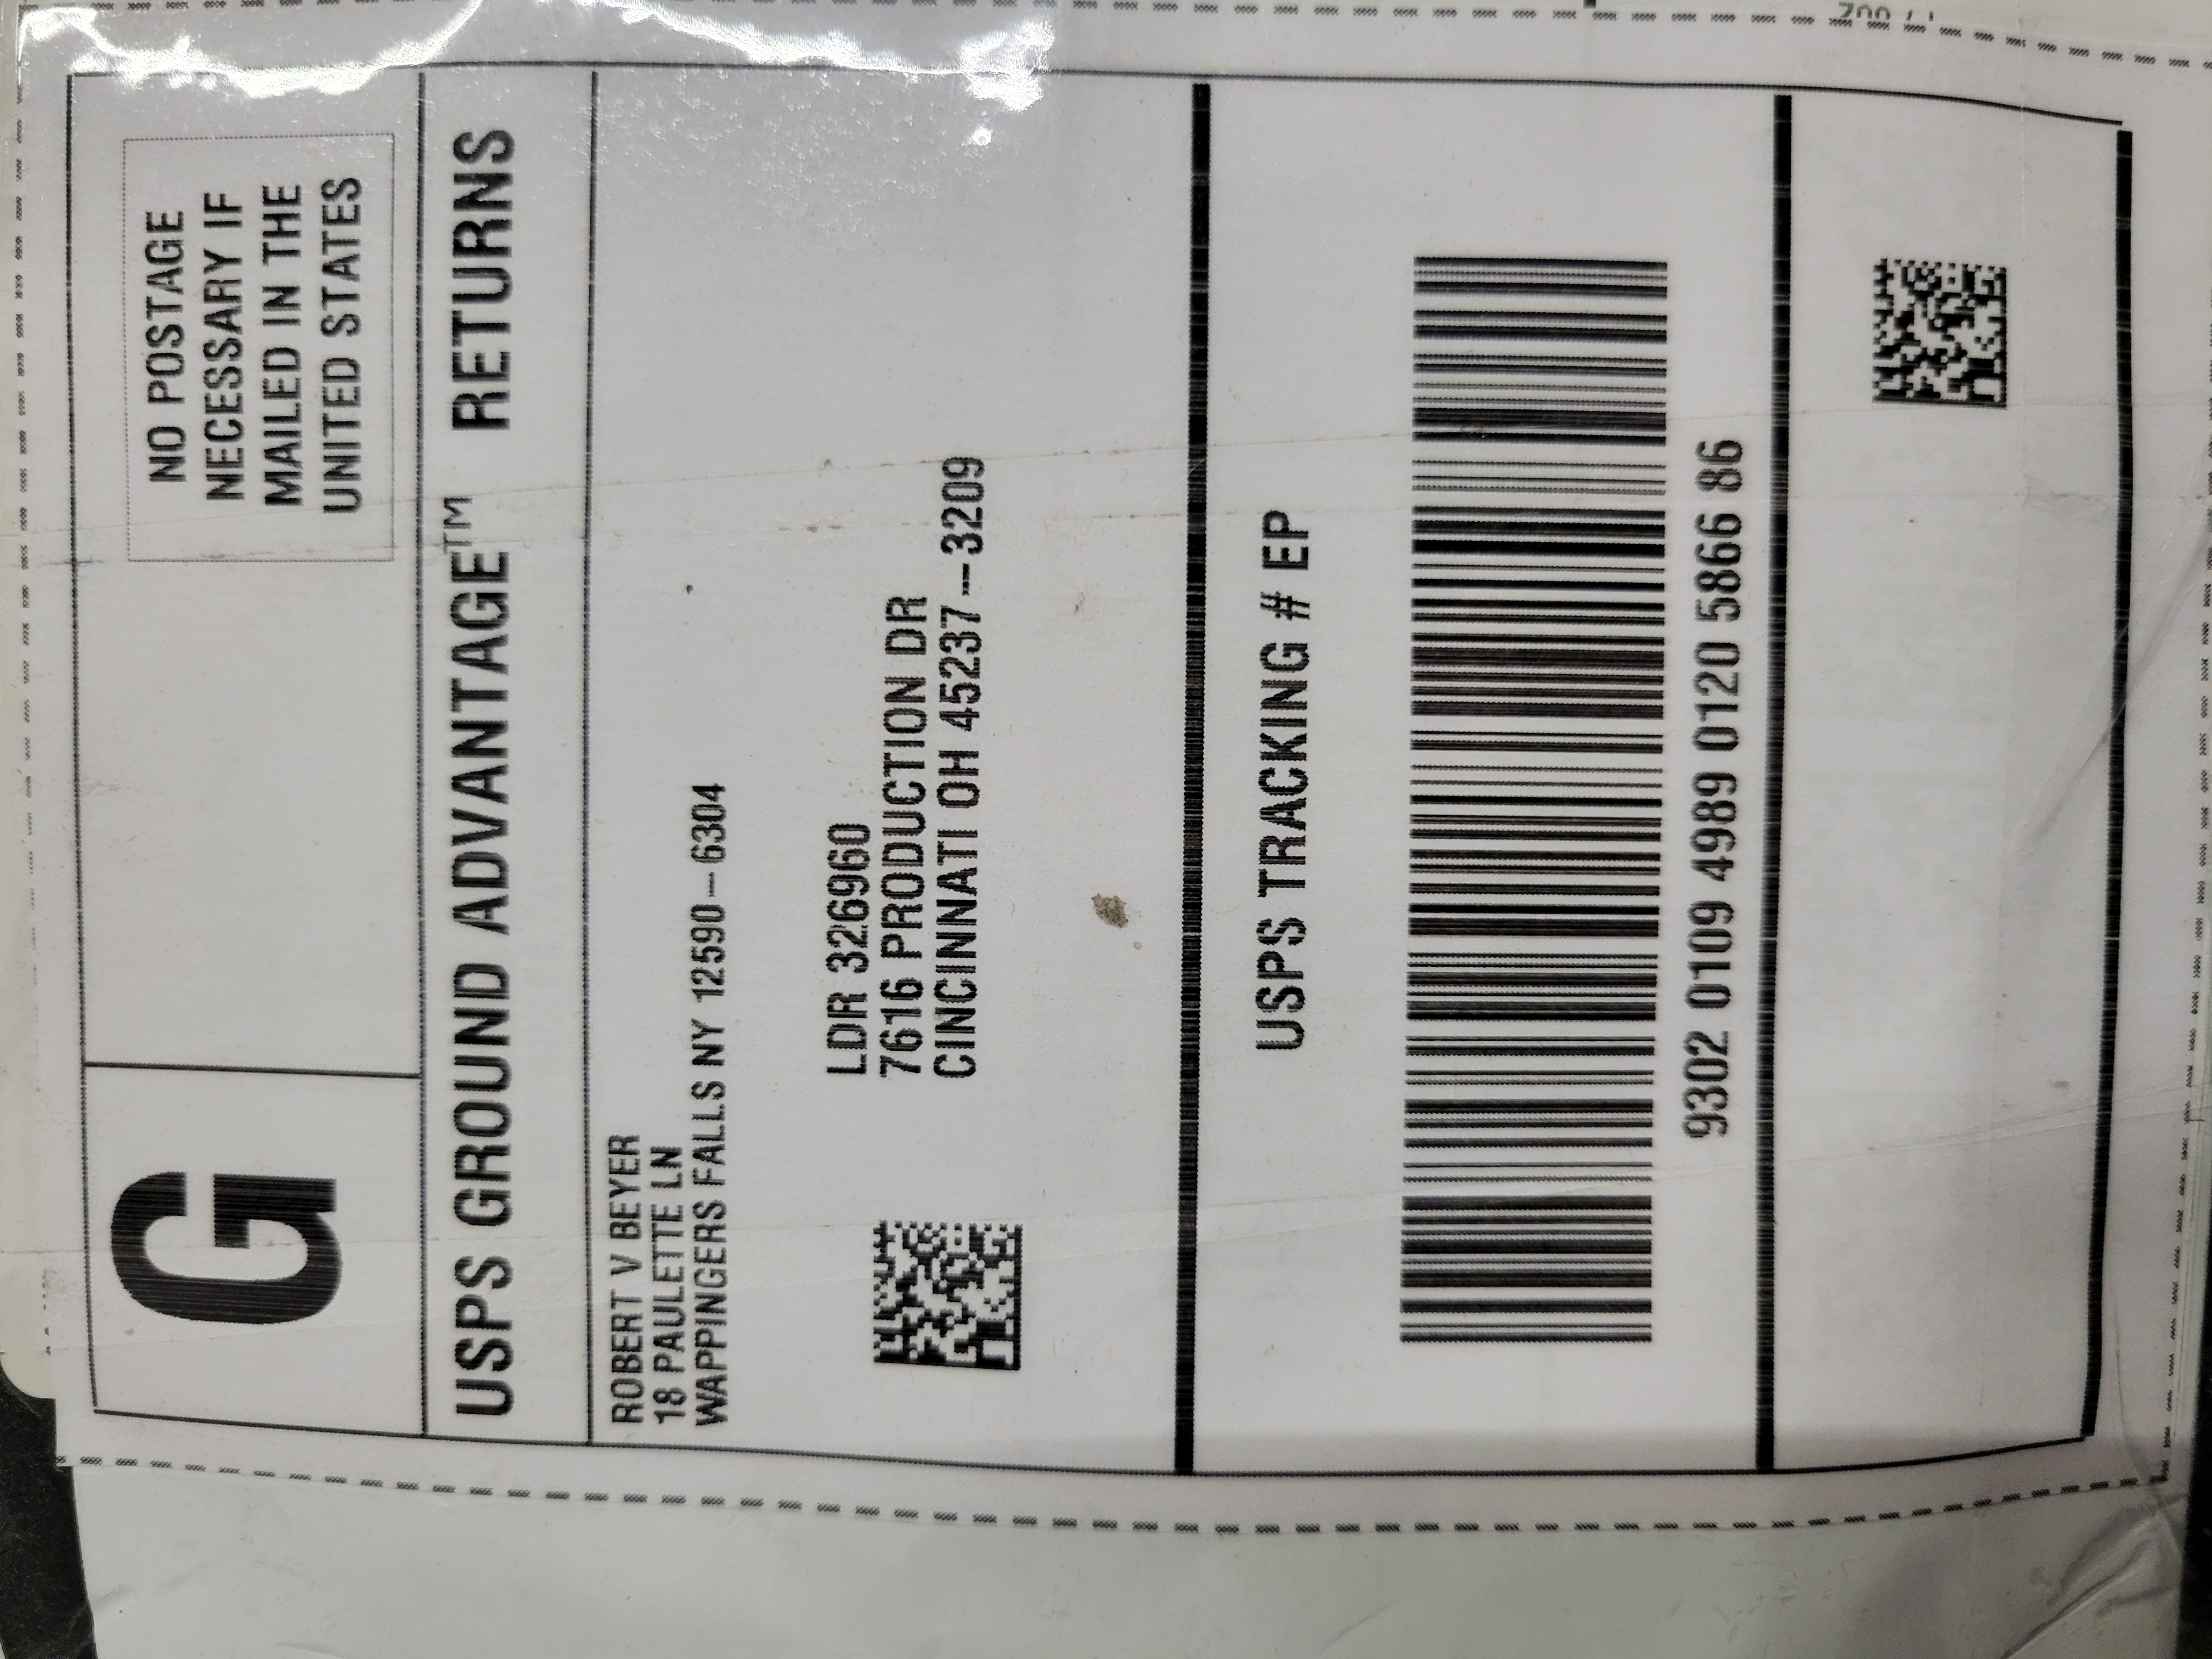 G
NO POSTAGE
NECESSARY IF
MAILED IN THE
UNITED STATES
USPS GROUND ADVANTAGE™ RETURNS
ROBERT V BEYER
18 PAULETTE LN
WAPPINGERS FALLS NY 12590-6304
LDR 326960
7616 PRODUCTION DR
CINCINNATI OH 45237--3209
USPS TRACKING # EP
9302 0109 4989 0120 5866 86